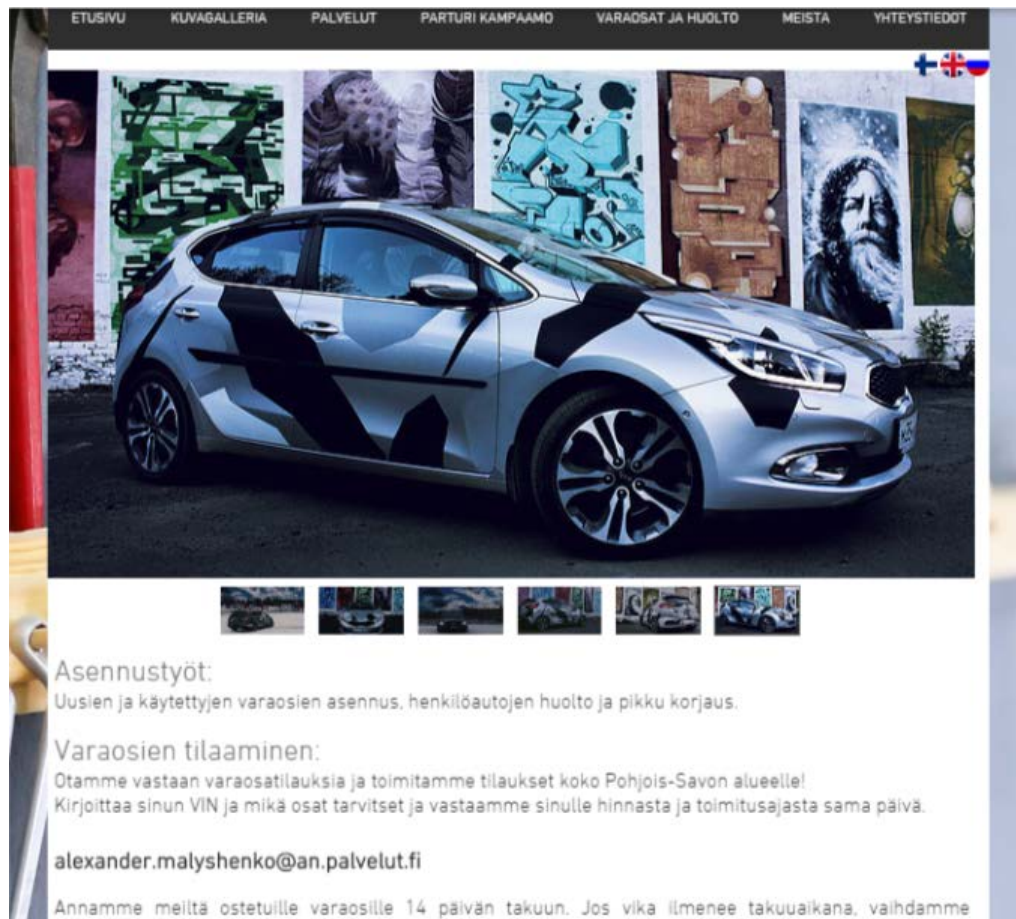 ETUSIVU KUVAGALLERIA PALVELUT PARTURI KAMPAAMO VARAOSAT JA HUOLTO MEISTA YHTEYSTIEDOT
Asennustyöt:
Uusien ja käytettyjen varaosien asennus, henkilöautojen huolto ja pikku korjaus.
Varaosien tilaaminen:
Otamme vastaan varaosatilauksia ja toimitamme tilaukset koko Pohjois-Savon alueelle!
Kirjoittaa sinun VIN ja mikä osat tarvitset ja vastaamme sinulle hinnasta ja toimitusajasta sama päivä.
alexander.malyshenko@an.palvelut.fi
Annamme meiltä ostetuille varaosille 14 päivän takuun. Jos vika ilmenee takuuaikana, vaihdamme